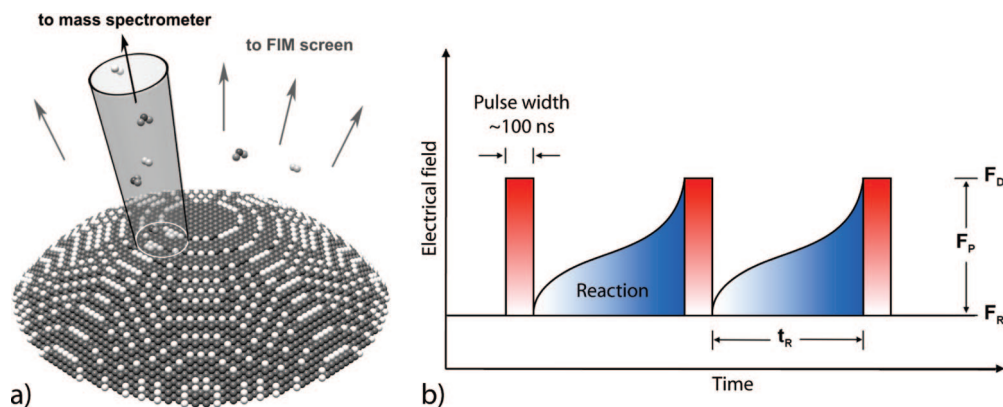 to mass spectrometer
to FIM screen
a)
Electrical field
Pulse width
~100 ns
Reaction
F_D
F_P
F_R
t_R
Time
b)